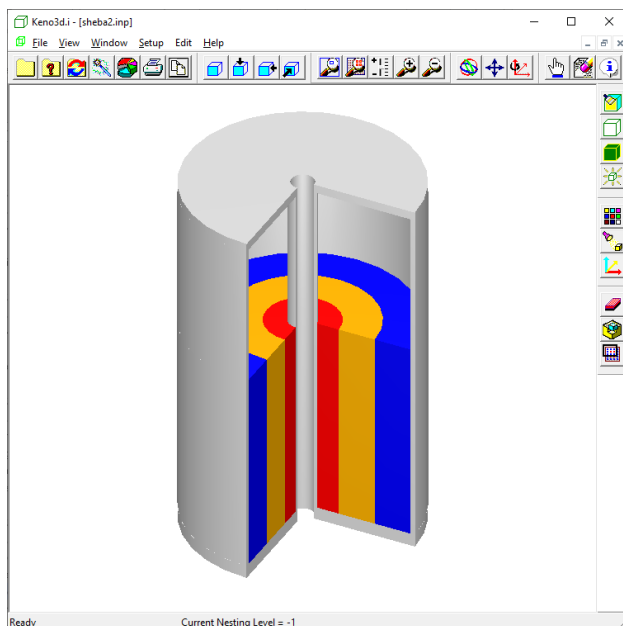 Keno3d.i - [sheba2.inp]
File View Window Setup Edit Help
Ready Current Nesting Level = -1